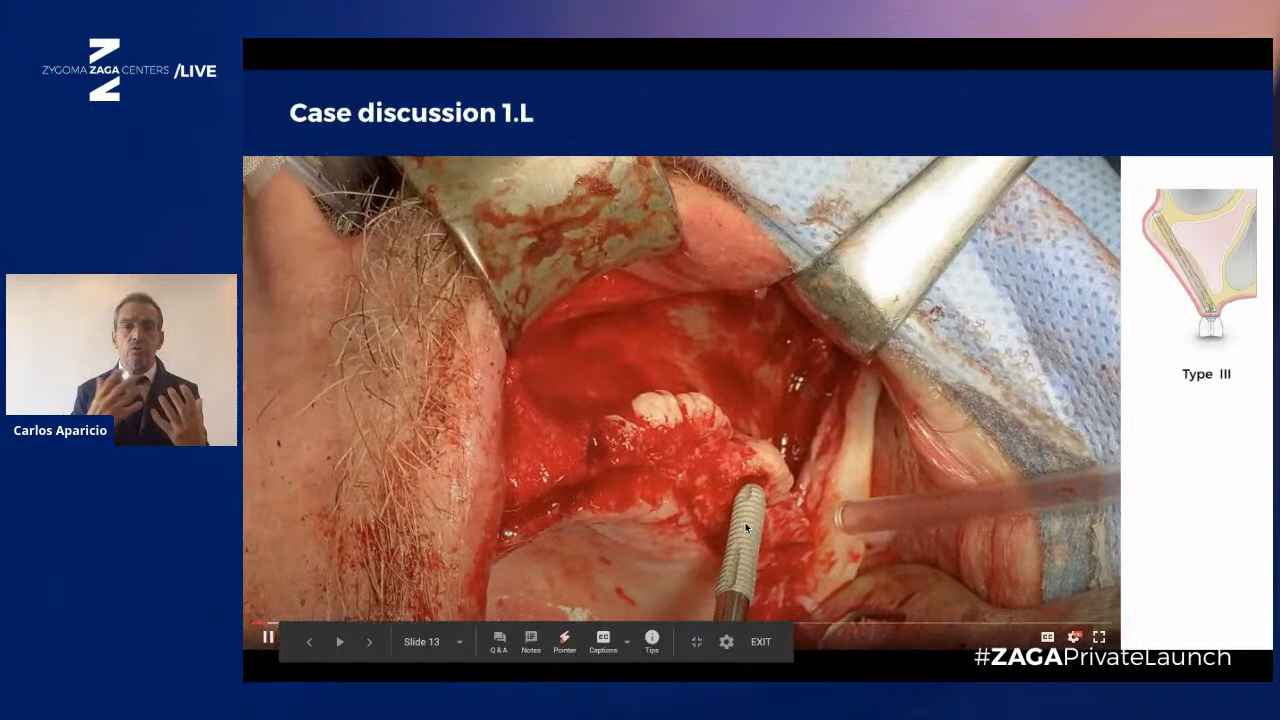 ZYGOMA ZAGA CENTERS /LIVE
Case discussion 1.L
Type III
Carlos Aparicio
Slide 13
Q & A
Notes
Pointer
Captions
Tips
EXIT
#ZAGAPrivateLaunch